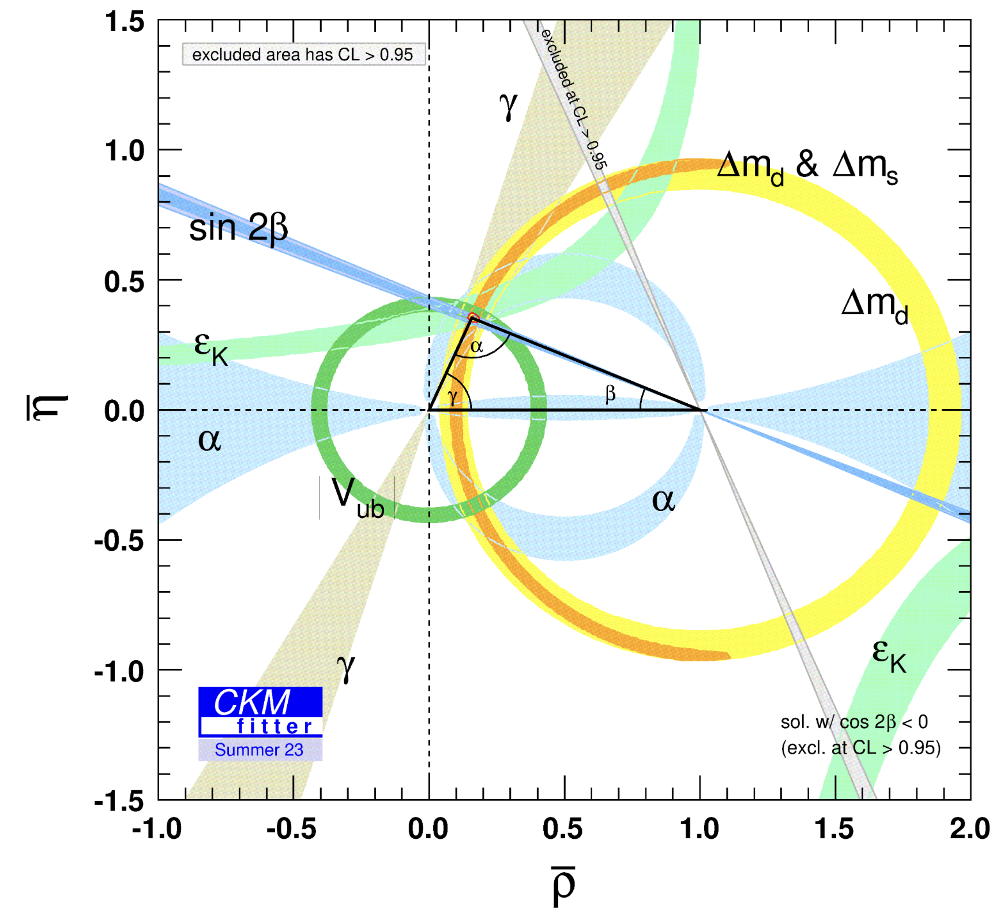 1.5
excluded area has CL > 0.95
excluded at CL > 0.95
γ
1.0
Δm_d & Δm_s
sin 2β
0.5
Δm_d
ε_K
α
β
γ
η̅
0.0
α
α
|V_ub|
-0.5
ε_K
γ
-1.0
CKM
fitter
Summer 23
sol. w/ cos 2β < 0
(excl. at CL > 0.95)
-1.5
-1.0 -0.5 0.0 0.5 1.0 1.5 2.0
ρ̅